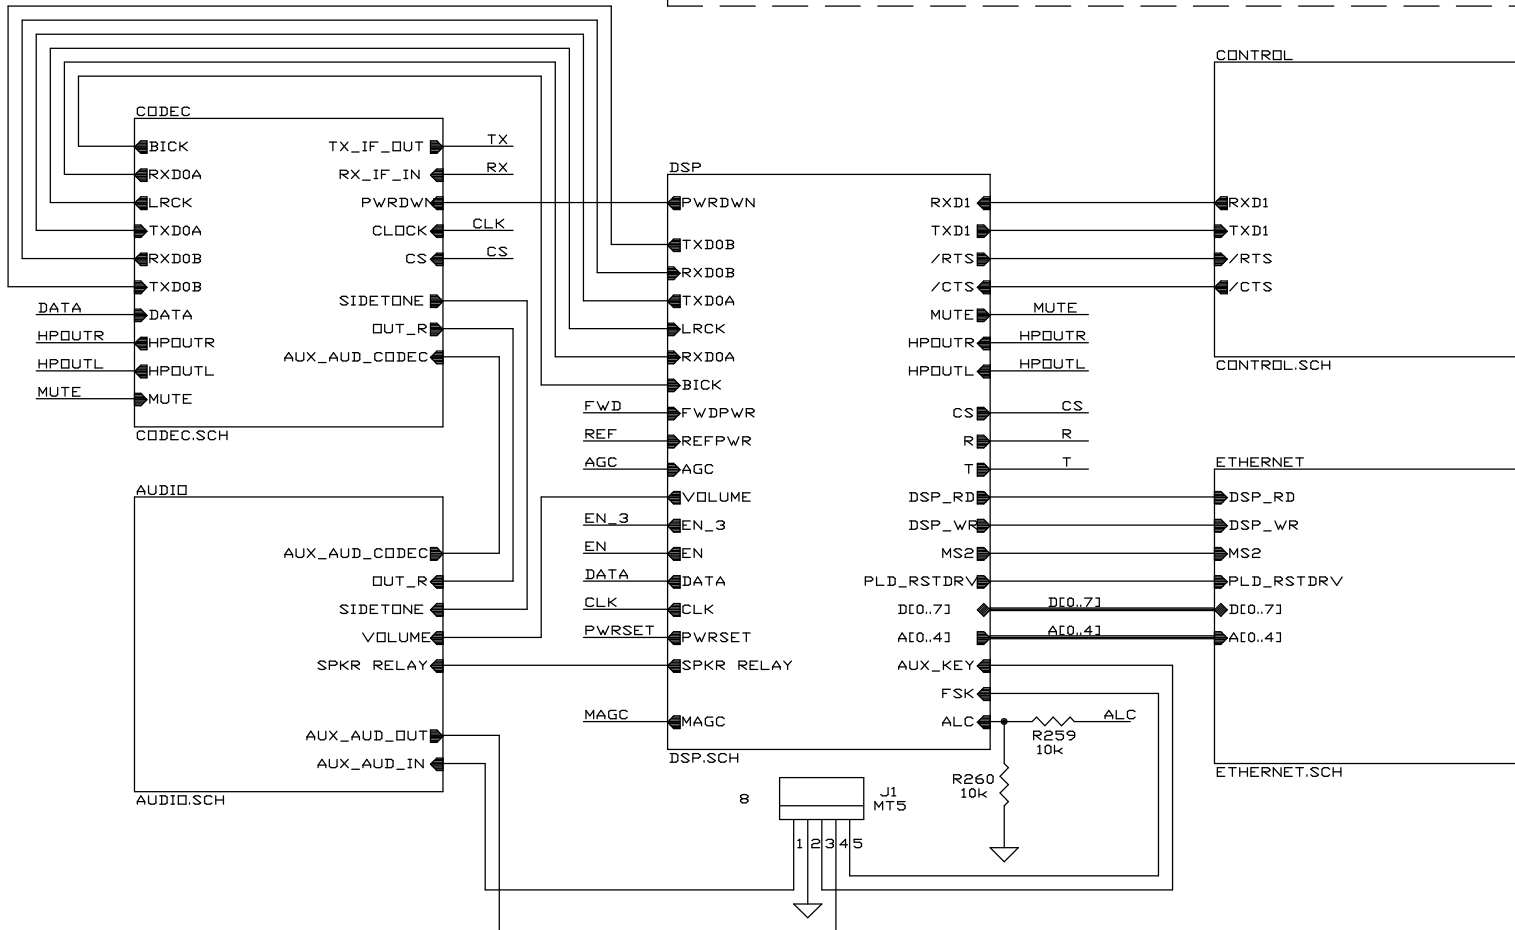 CODEC
BICK
RXD0A
LRCK
TXD0A
RXD0B
TXD0B
DATA DATA
HPOUTR HPOUTR
HPOUTL HPOUTL
MUTE MUTE
TX_IF_OUT TX
RX_IF_IN RX
PWRDWN
CLOCK CLK
CS CS
SIDETONE
OUT_R
AUX_AUD_CODEC
CODEC.SCH
AUDIO
AUX_AUD_CODEC
OUT_R
SIDETONE
VOLUME
SPKR RELAY
AUX_AUD_OUT
AUX_AUD_IN
AUDIO.SCH
DSP
PWRDWN
TXD0B
RXD0B
TXD0A
LRCK
RXD0A
BICK
FWD FWDPWR
REF REFPWR
AGC AGC
VOLUME
EN_3 EN_3
EN EN
DATA DATA
CLK CLK
PWRSET PWRSET
SPKR RELAY
MAGC MAGC
RXD1
TXD1
/RTS
/CTS
MUTE MUTE
HPOUTR HPOUTR
HPOUTL HPOUTL
CS CS
R R
T T
DSP_RD
DSP_WR
MS2
PLD_RSTDRV
D[0..7] D[0..7]
A[0..4] A[0..4]
AUX_KEY
FSK
ALC ALC
DSP.SCH
R259
10k
R260
10k
8
J1
MT5
1 2 3 4 5
CONTROL
RXD1
TXD1
/RTS
/CTS
CONTROL.SCH
ETHERNET
DSP_RD
DSP_WR
MS2
PLD_RSTDRV
D[0..7]
A[0..4]
ETHERNET.SCH